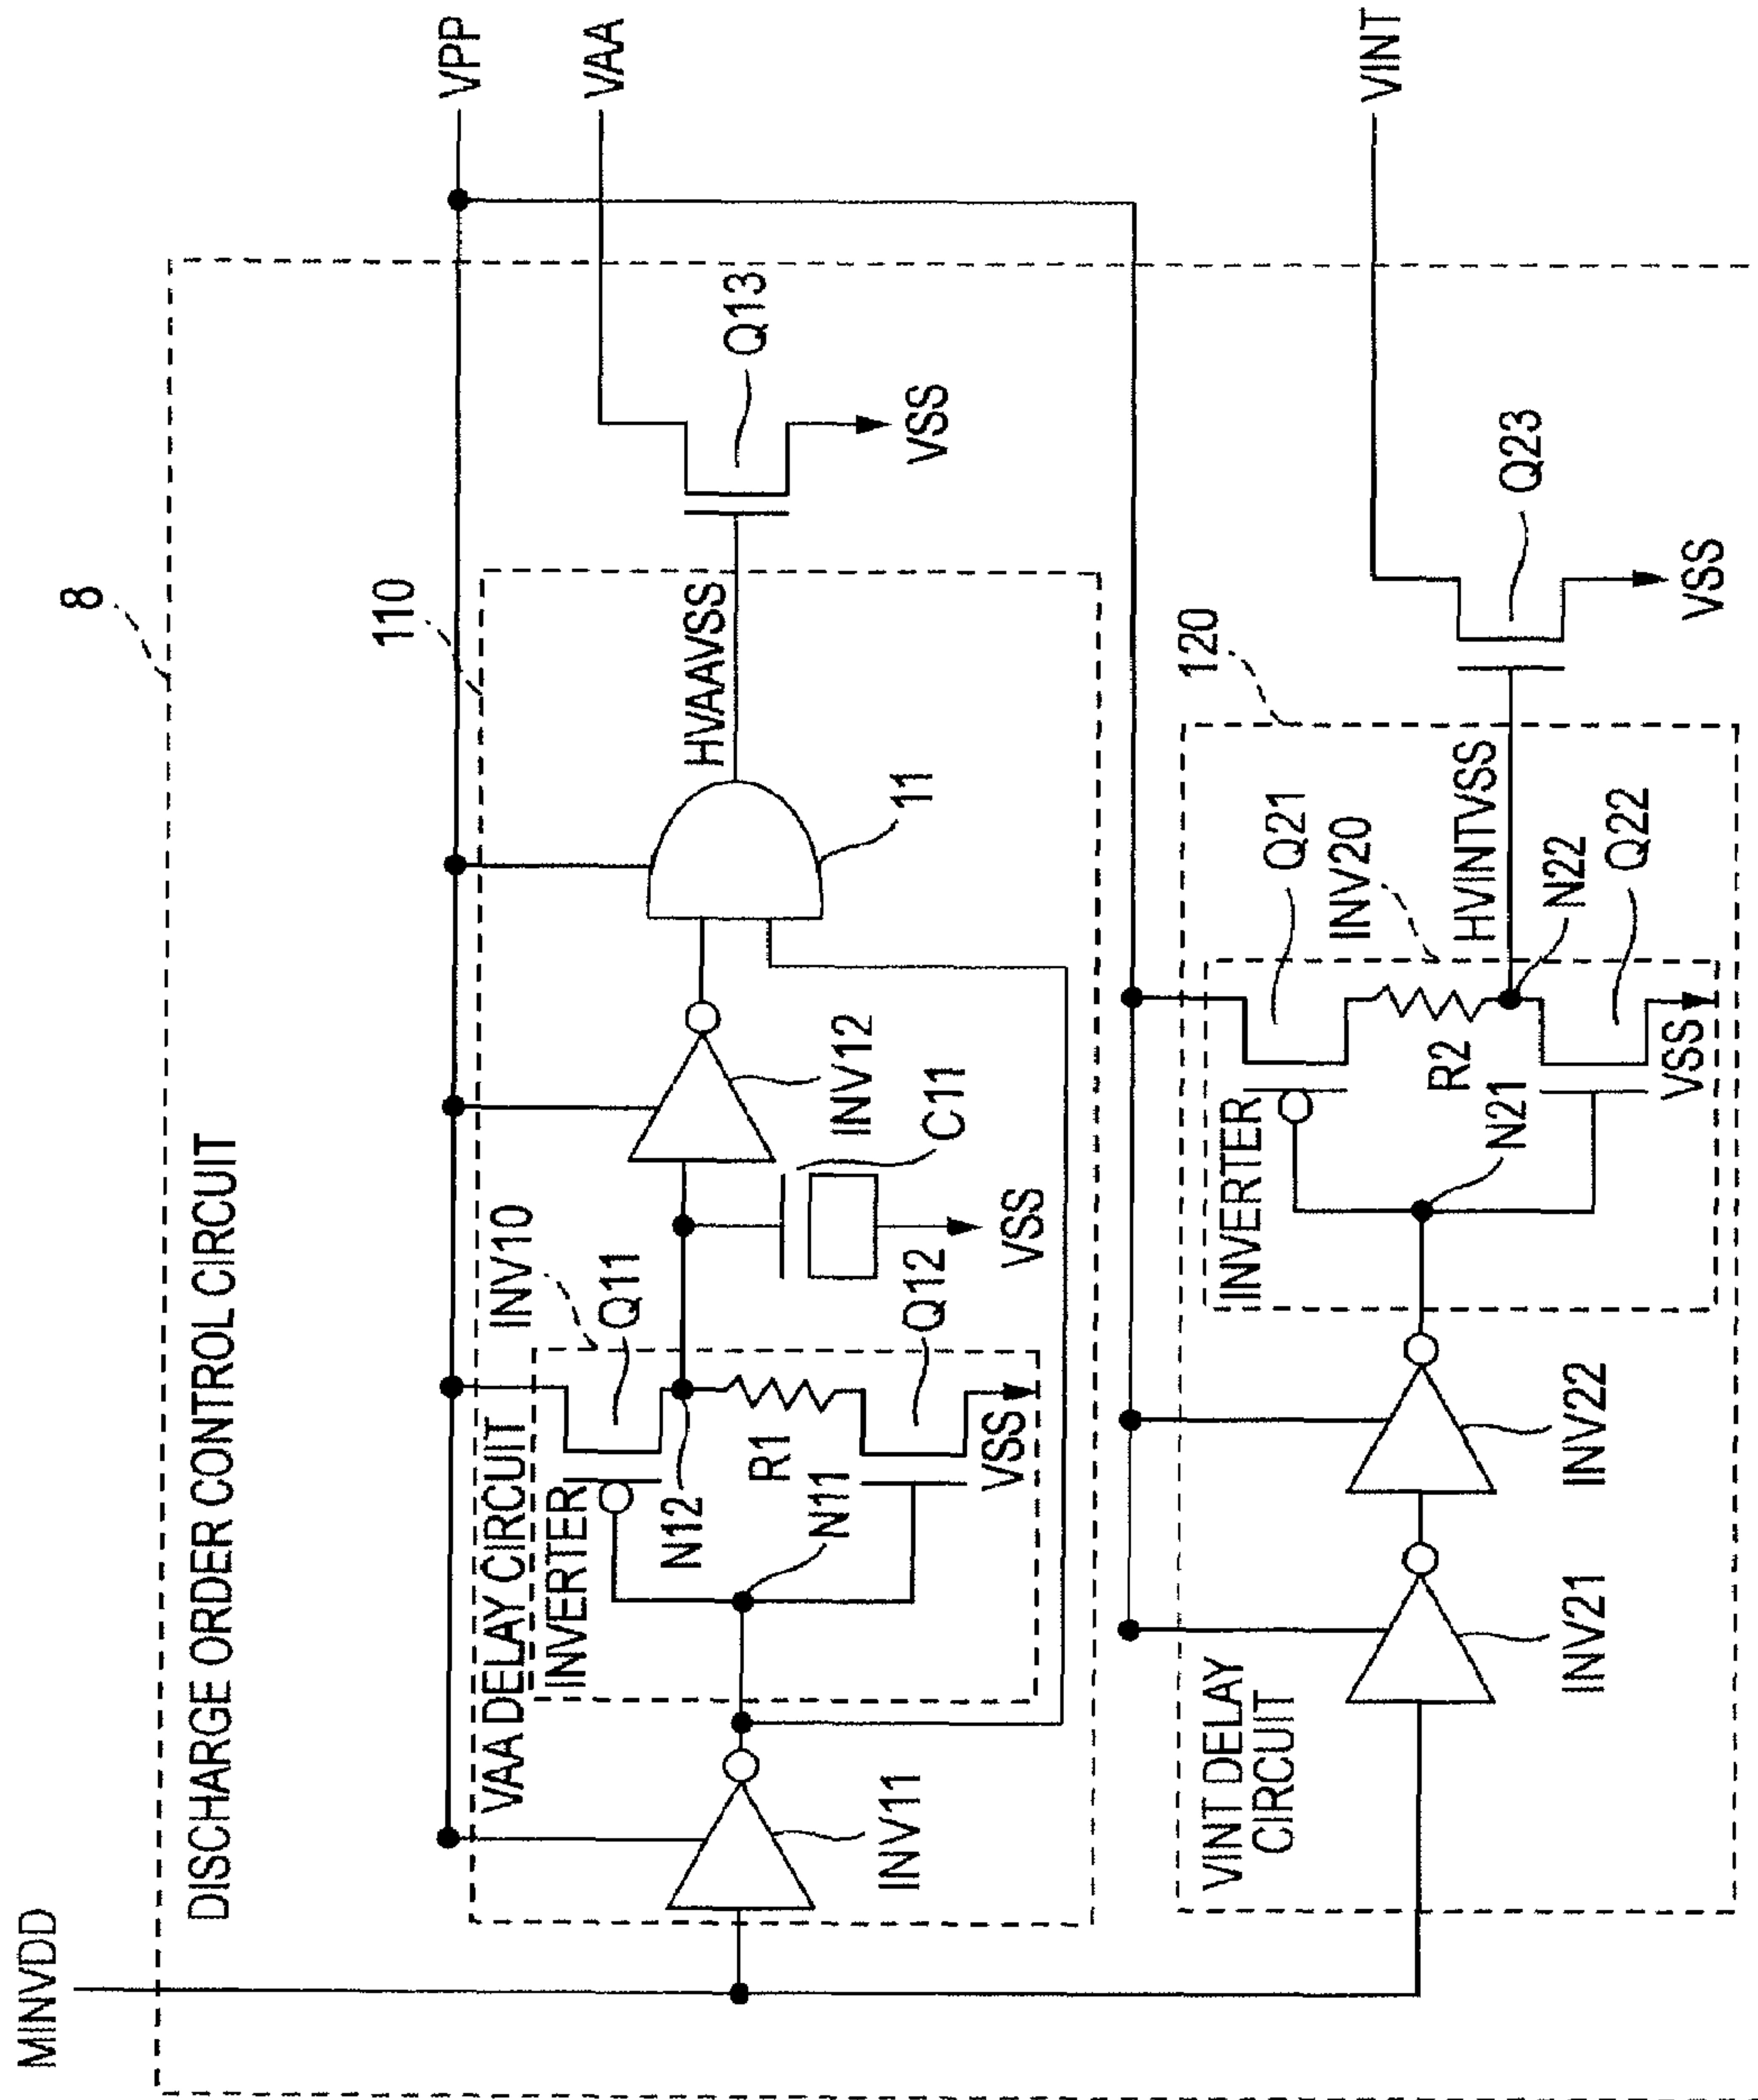 MINVDD
8
DISCHARGE ORDER CONTROL CIRCUIT
VPP
VAA
VINT
110
VAA DELAY CIRCUIT
INV10
INVERTER
Q11
N12
R1
N11
Q12
VSS
INV11
C11
VSS
INV12
11
HVAAVSS
Q13
VSS
120
VINT DELAY
CIRCUIT
INV21
INV22
INVERTER
N21
R2
VSS
Q21
INV20
HVINTVSS
N22
Q22
Q23
VSS